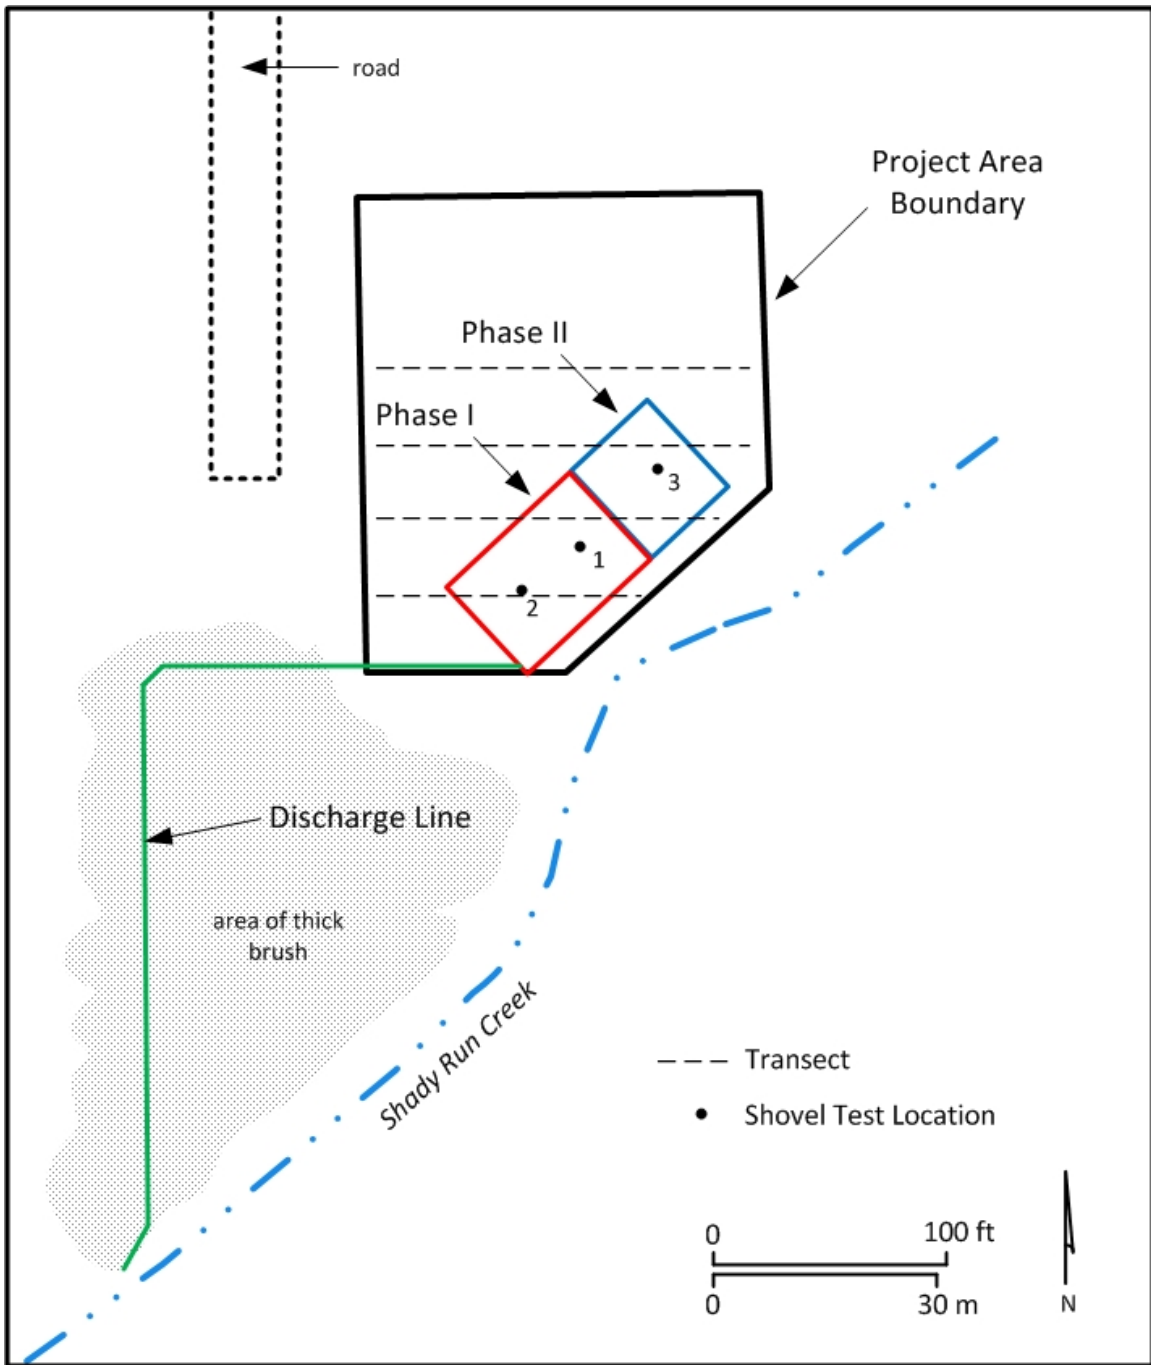 road
Project Area
Boundary
Phase II
Phase I
3
1
2
Discharge Line
area of thick
brush
Shady Run Creek
Transect
Shovel Test Location
0 100 ft
0 30 m
N